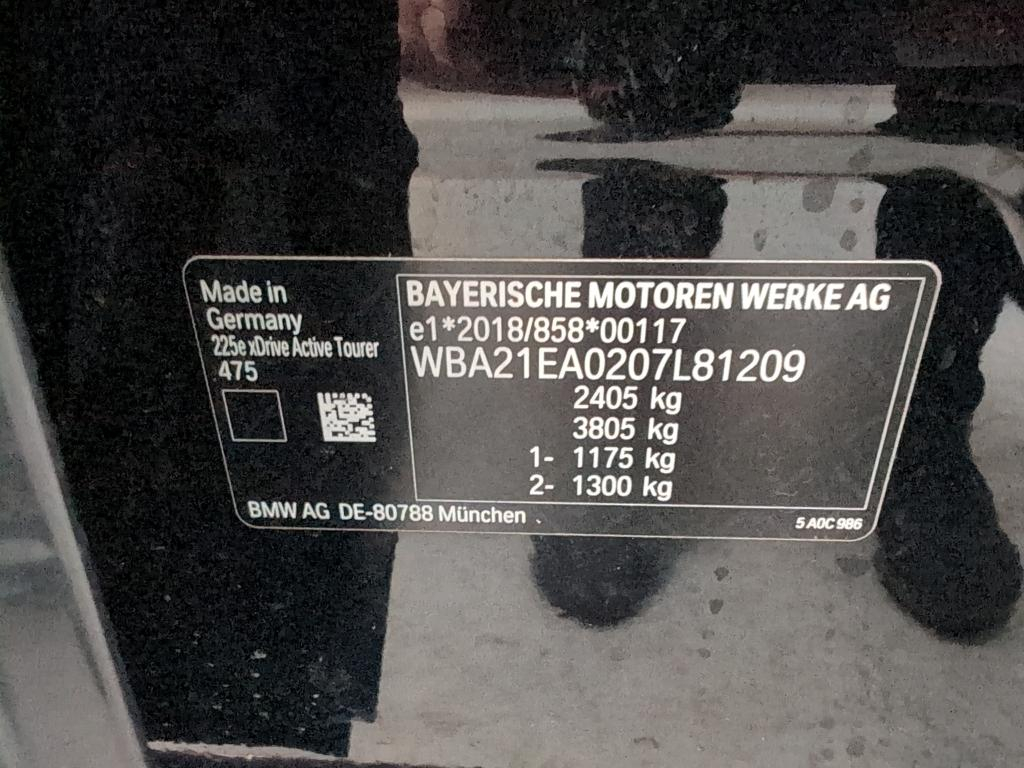 Made in
Germany
225e xDrive Active Tourer
475
BAYERISCHE MOTOREN WERKE AG
e1*2018/858*00117
WBA21EA0207L81209
2405 kg
3805 kg
1- 1175 kg
2- 1300 kg
BMW AG DE-80788 München
5 A0C 986